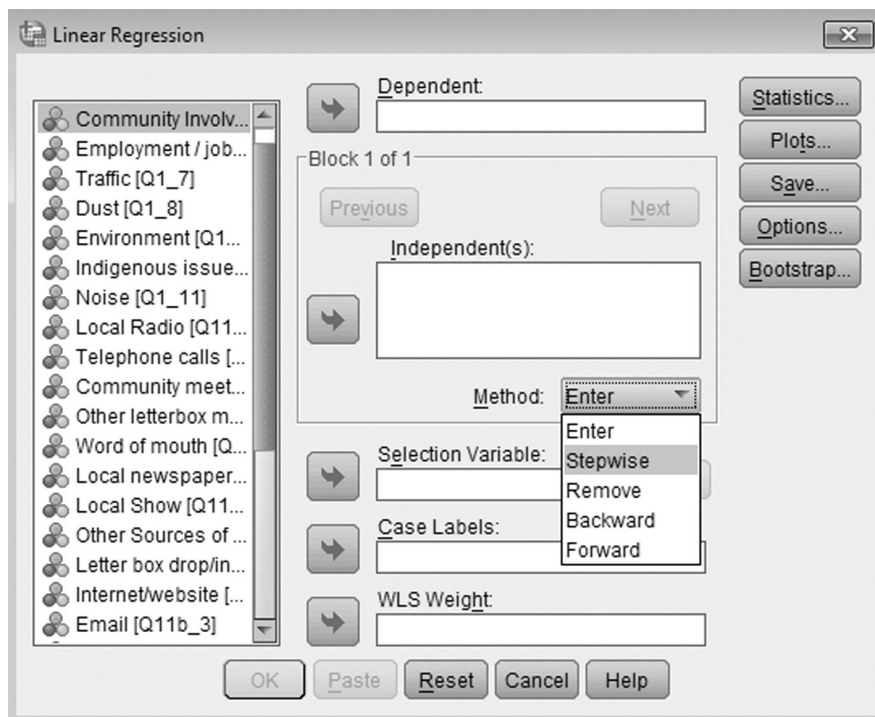 Linear Regression
Community Involv...
Employment / job...
Traffic [Q1_7]
Dust [Q1_8]
Environment [Q1...
Indigenous issue...
Noise [Q1_11]
Local Radio [Q11...
Telephone calls [...
Community meet...
Other letterbox m...
Word of mouth [Q...
Local newspaper...
Local Show [Q11...
Other Sources of ...
Letter box drop/in...
Internet/website [...
Email [Q11b_3]
Dependent:
Block 1 of 1
Previous
Next
Independent(s):
Method:
Enter
Enter
Stepwise
Remove
Backward
Forward
Selection Variable:
Case Labels:
WLS Weight:
Statistics...
Plots...
Save...
Options...
Bootstrap...
OK
Paste
Reset
Cancel
Help